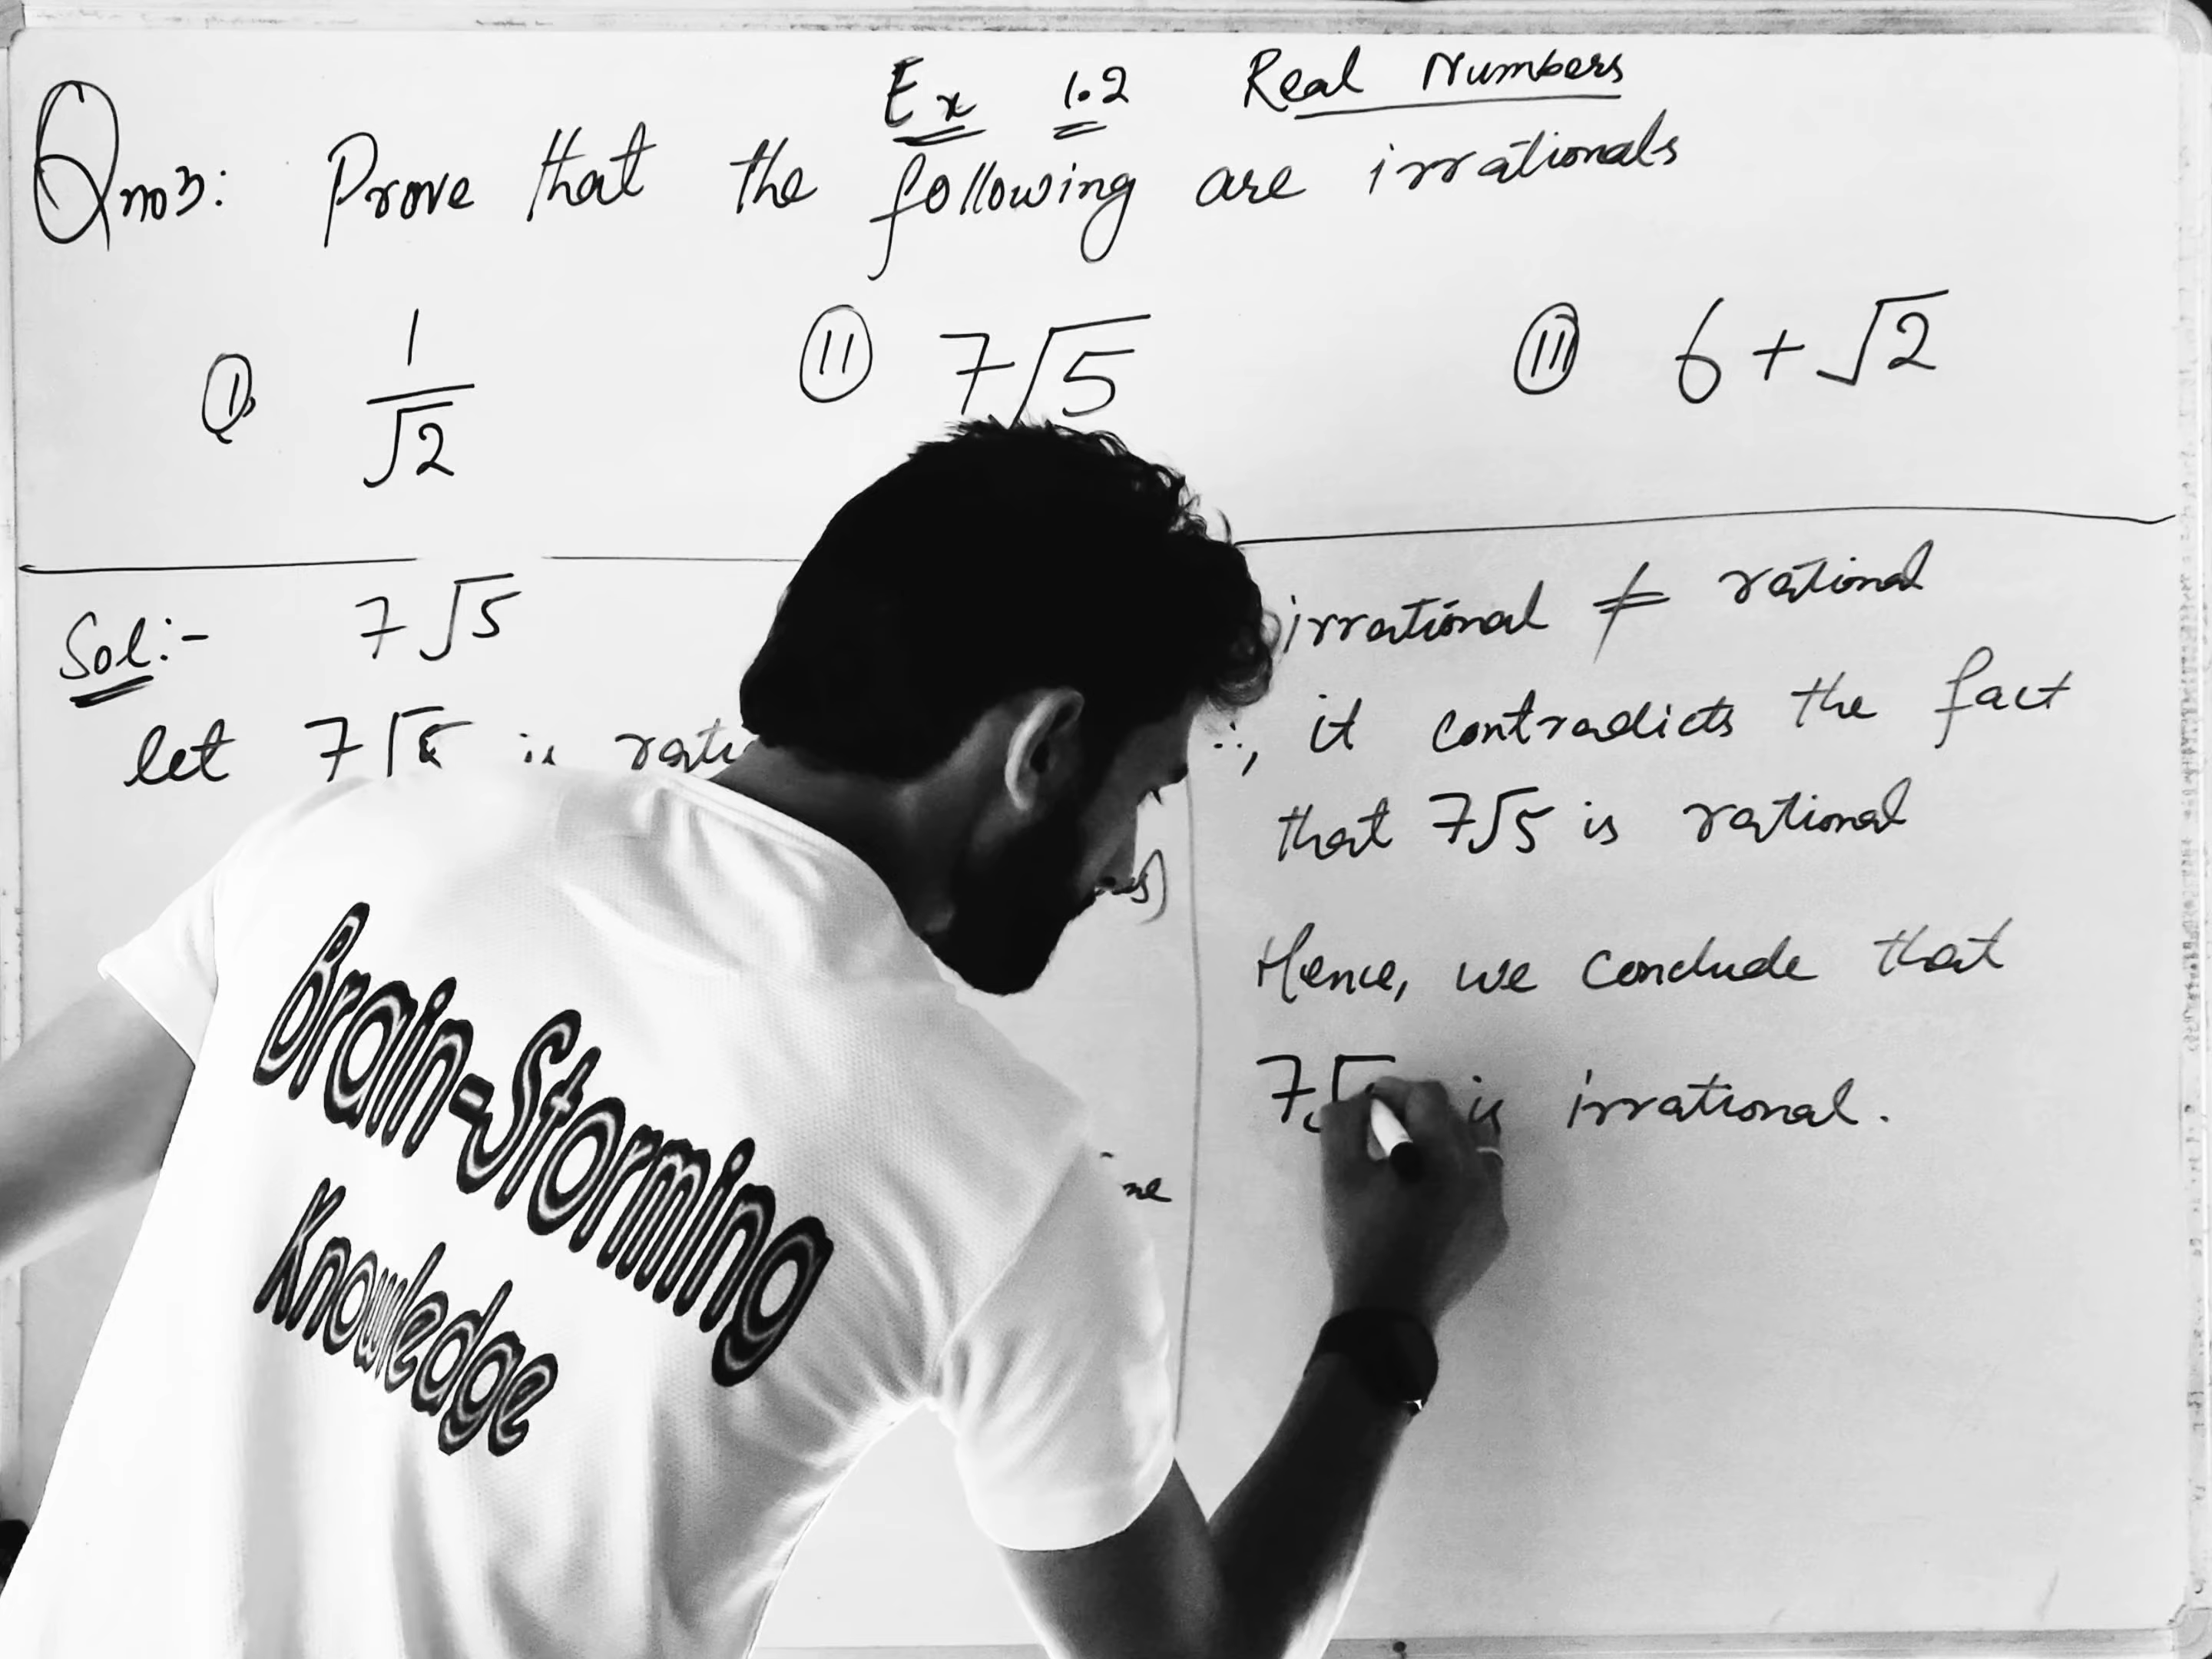 Ex 1.2 Real Numbers
Qno3: Prove that the following are irrationals
(I) 1/√2 (II) 7√5 (III) 6+√2
Sol:- 7√5
let 7√5 is
irrational ≠ rational
∴, it contradicts the fact
that 7√5 is rational
Hence, we conclude that
7√ is irrational.
Brain-Storming
Knowledge